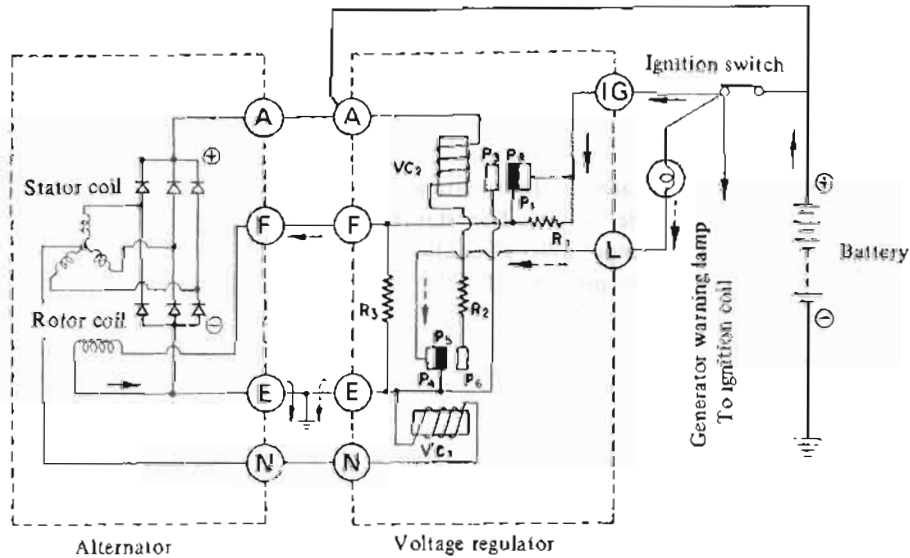 Ignition switch
A
A
IG
VC2
P3
P2
P1
Stator coil
+
F
F
R1
L
Battery
+
R3
R2
-
Rotor coil
-
P5
P4
P6
E
E
VC1
N
N
Generator warning lamp
To ignition coil
Alternator
Voltage regulator